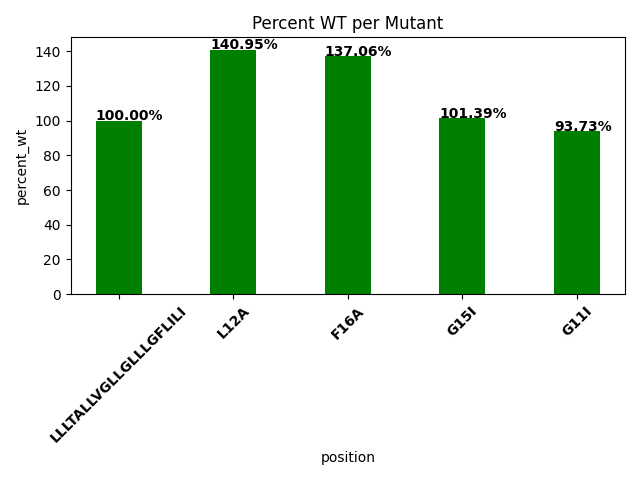 Percent WT per Mutant
percent_wt
140
120
100
80
60
40
20
0
100.00%
140.95%
137.06%
101.39%
93.73%
LLLTALLVGLLGLLLGFLILI
L12A
F16A
G15I
G11I
position